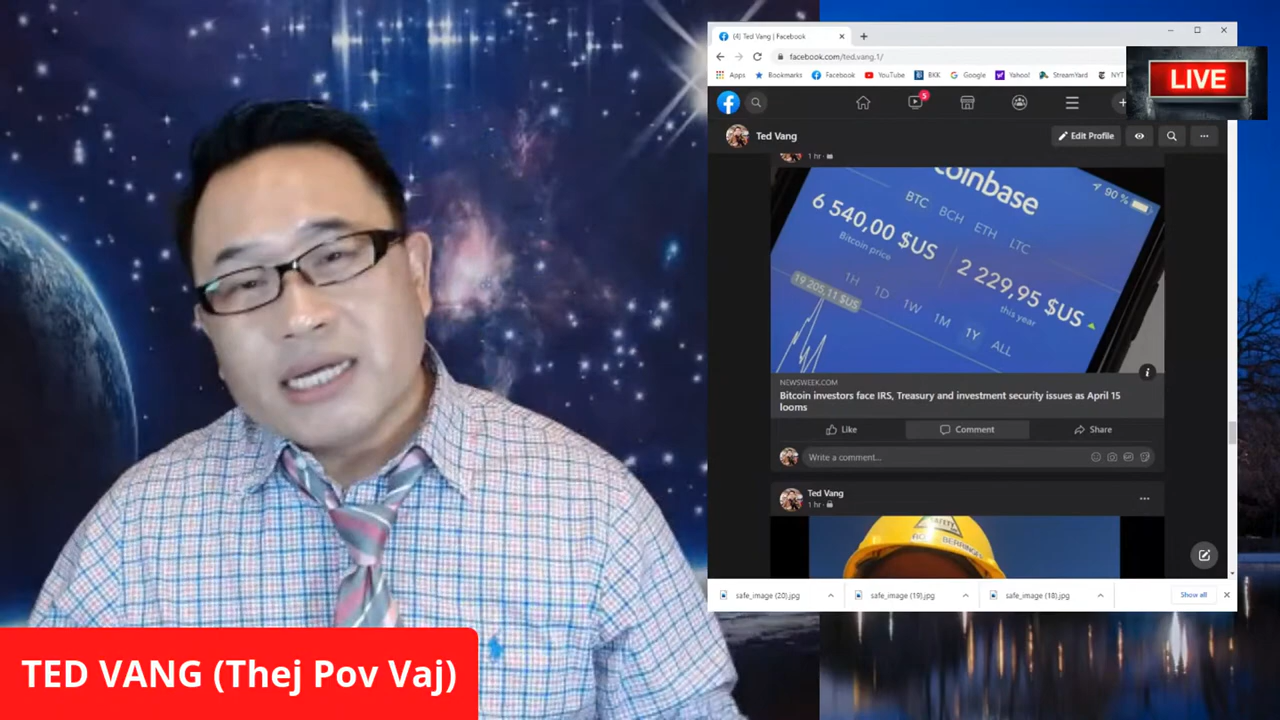 (4) Ted Vang | Facebook
facebook.com/ted.vang.1/
Apps Bookmarks Facebook YouTube BKK Google Yahoo! StreamYard NYT
LIVE
5
Ted Vang
Edit Profile
1 hr
coinbase
90 %
BTC BCH ETH LTC
6 540,00 $US
Bitcoin price
2 229,95 $US
this year
19 205,11 $US
1H 1D 1W 1M 1Y ALL
NEWSWEEK.COM
Bitcoin investors face IRS, Treasury and investment security issues as April 15
looms
Like Comment Share
Write a comment...
Ted Vang
1 hr
SAFETY
safe_image (20).jpg safe_image (19).jpg safe_image (18).jpg Show all
TED VANG (Thej Pov Vaj)